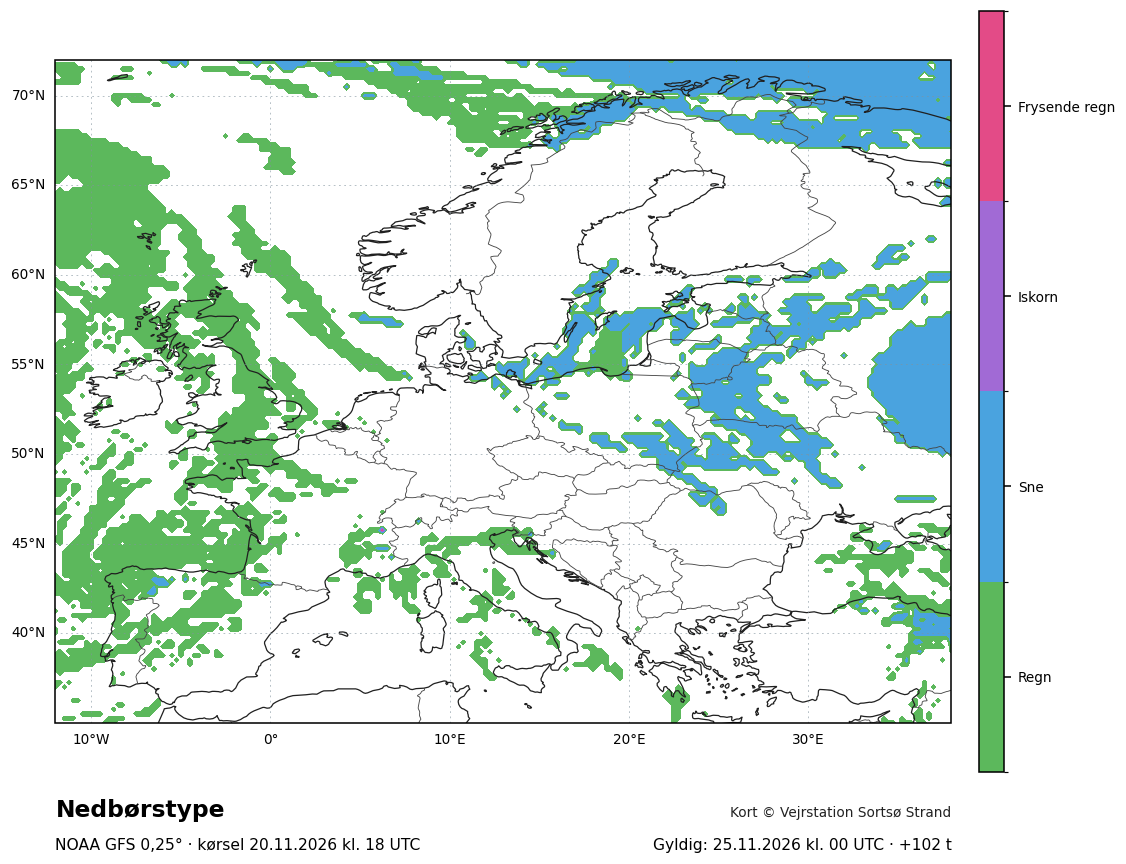 Frysende regn
Iskorn
Sne
Regn
70°N
65°N
60°N
55°N
50°N
45°N
40°N
10°W
0°
10°E
20°E
30°E
Nedbørstype
Kort © Vejrstation Sortsø Strand
NOAA GFS 0,25° · kørsel 20.11.2026 kl. 18 UTC
Gyldig: 25.11.2026 kl. 00 UTC · +102 t